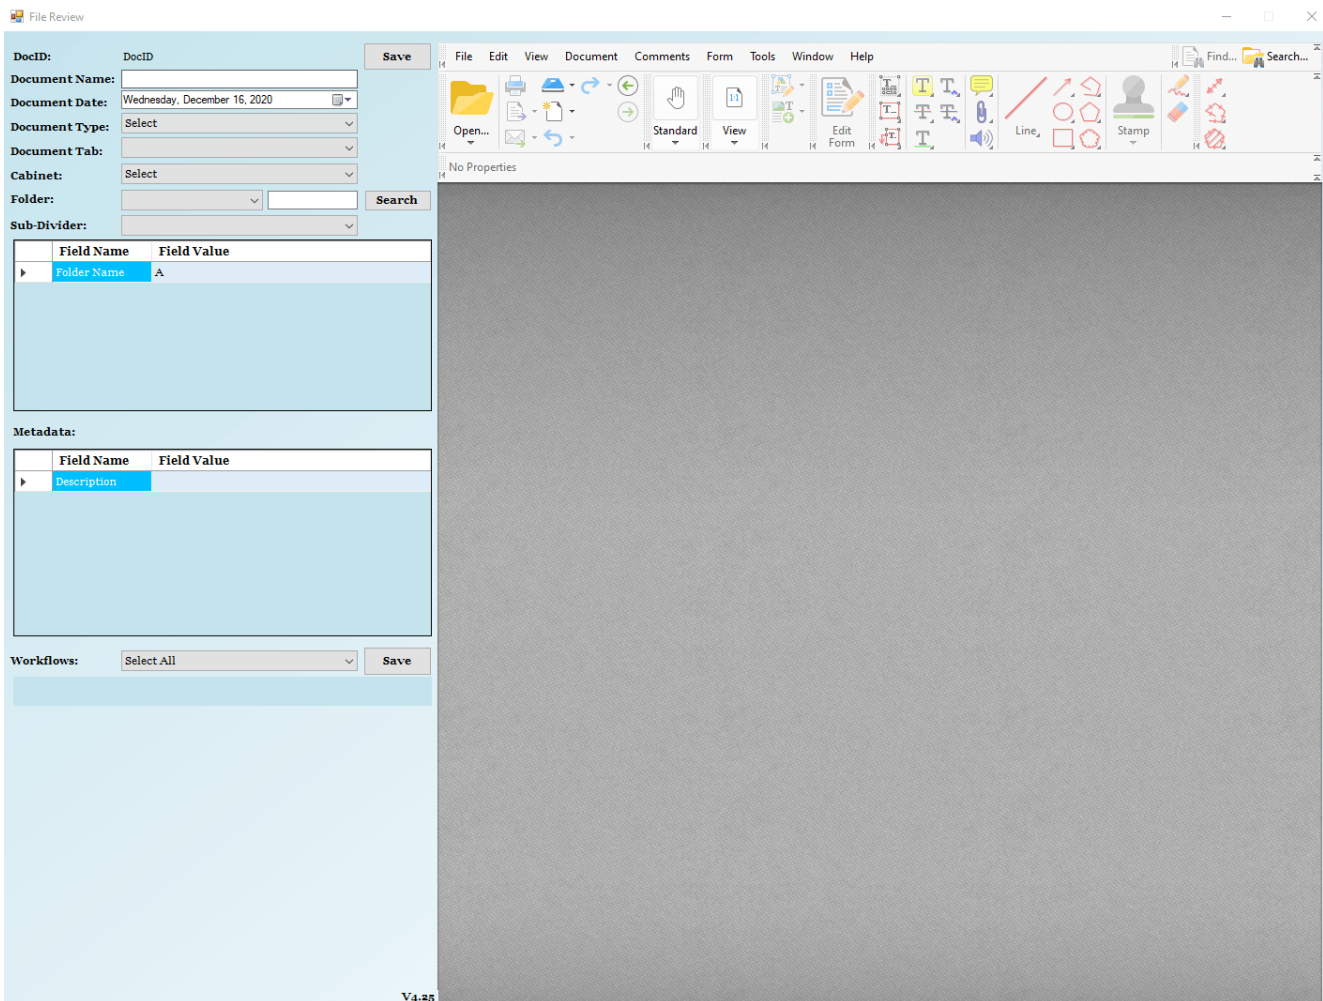 File Review
DocID: DocID Save
Document Name:
Document Date: Wednesday, December 16, 2020
Document Type: Select
Document Tab:
Cabinet: Select
Folder: Search
Sub-Divider:
Field Name Field Value
Folder Name A
Metadata:
Field Name Field Value
Description
Workflows: Select All Save
V4.25
File Edit View Document Comments Form Tools Window Help Find... Search...
Open... Standard View Edit Form Line Stamp
No Properties